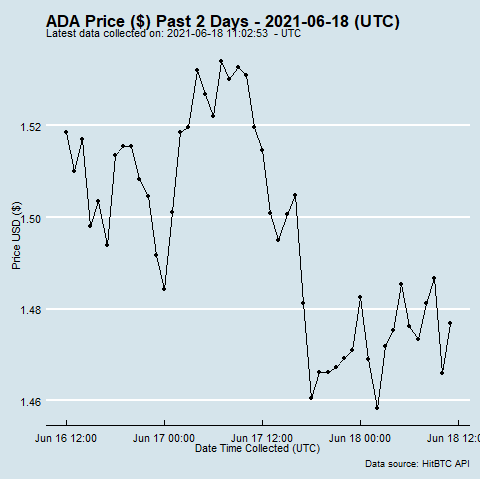 ADA Price ($) Past 2 Days - 2021-06-18 (UTC)
Latest data collected on: 2021-06-18 11:02:53 - UTC
1.52
1.50
1.48
1.46
Price USD ($)
Jun 16 12:00 Jun 17 00:00 Jun 17 12:00 Jun 18 00:00 Jun 18 12:
Date Time Collected (UTC)
Data source: HitBTC API